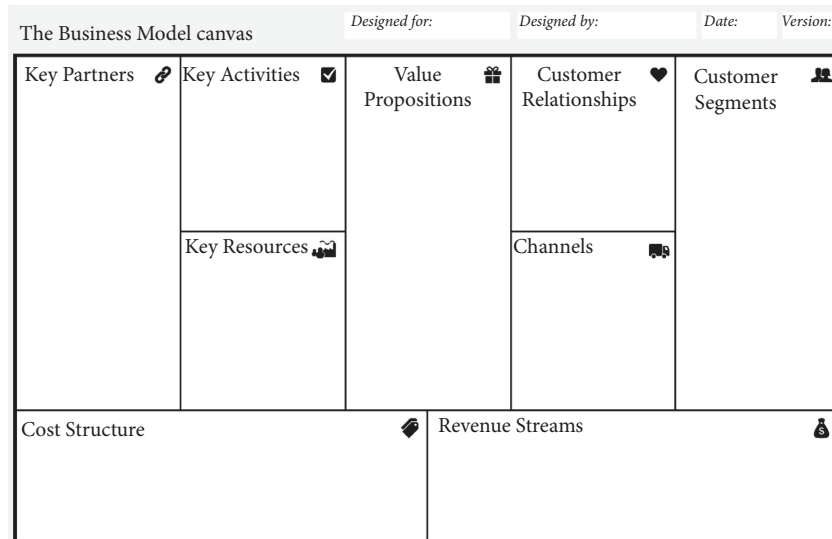 The Business Model canvas
Designed for:
Designed by:
Date:
Version:
Key Partners
Key Activities
Value
Propositions
Customer
Relationships
Customer
Segments
Key Resources
Channels
Cost Structure
Revenue Streams
S